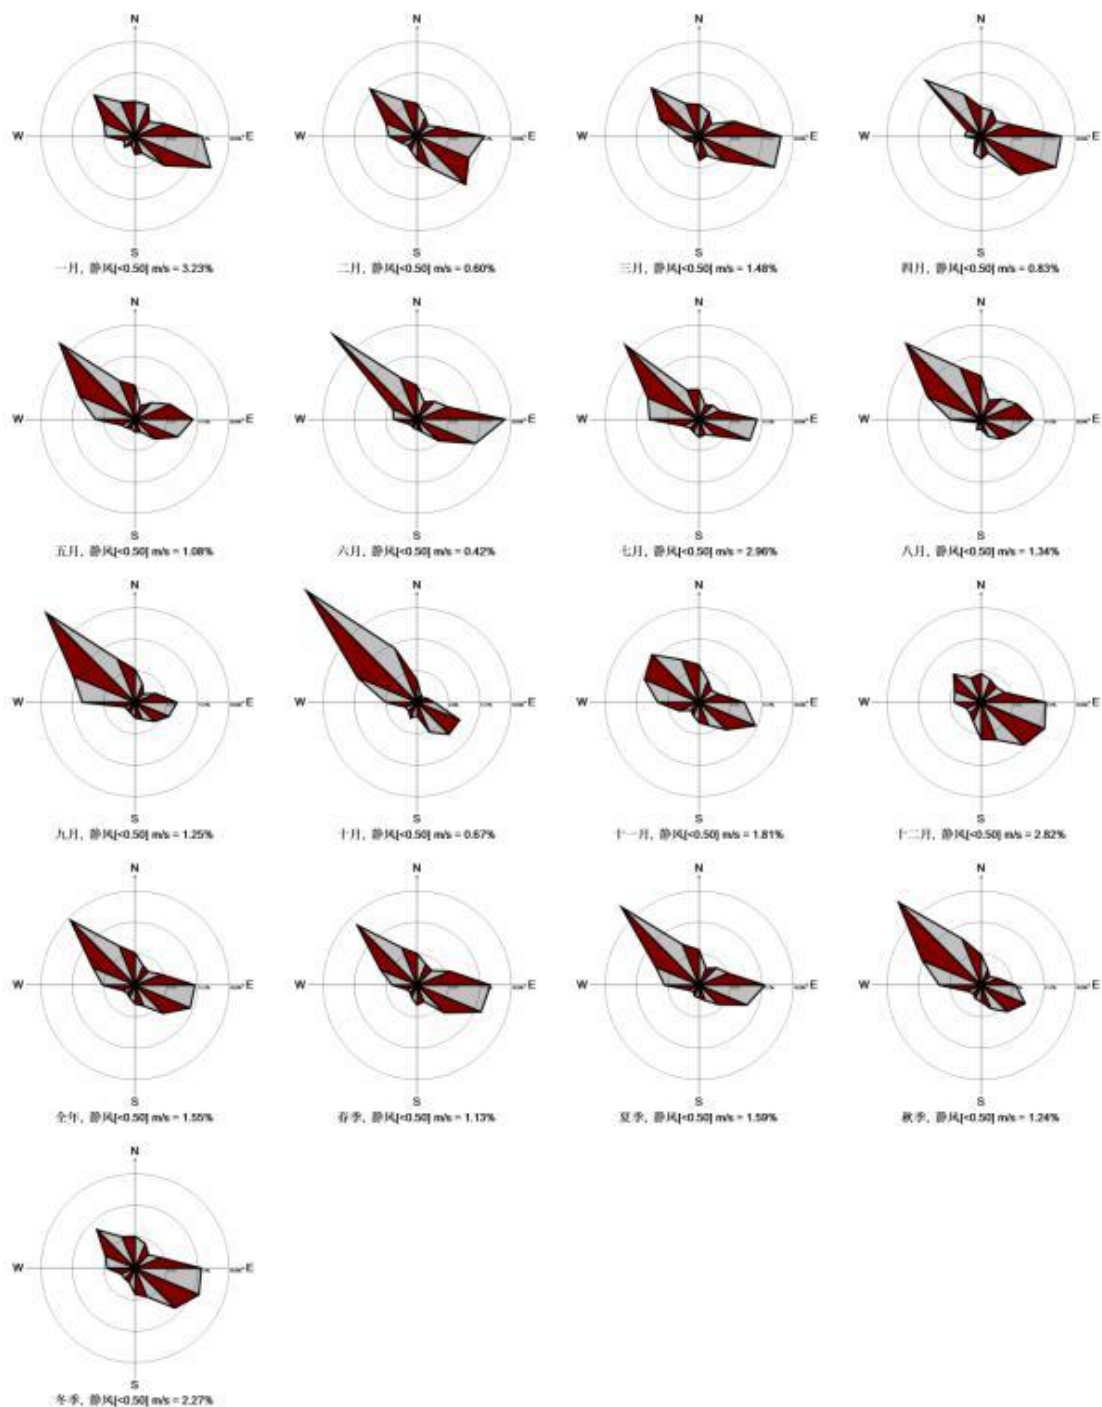 N N N N
W E W E W E W E
S S S S
一月, 静风[<0.50] m/s = 3.23% 二月, 静风[<0.50] m/s = 0.60% 三月, 静风[<0.50] m/s = 1.48% 四月, 静风[<0.50] m/s = 0.83%
N N N N
W E W E W E W E
S S S S
五月, 静风[<0.50] m/s = 1.08% 六月, 静风[<0.50] m/s = 0.42% 七月, 静风[<0.50] m/s = 2.96% 八月, 静风[<0.50] m/s = 1.34%
N N N N
W E W E W E W E
S S S S
九月, 静风[<0.50] m/s = 1.25% 十月, 静风[<0.50] m/s = 0.67% 十一月, 静风[<0.50] m/s = 1.81% 十二月, 静风[<0.50] m/s = 2.82%
N N N N
W E W E W E W E
S S S S
全年, 静风[<0.50] m/s = 1.55% 春季, 静风[<0.50] m/s = 1.13% 夏季, 静风[<0.50] m/s = 1.59% 秋季, 静风[<0.50] m/s = 1.24%
N
W E
S
冬季, 静风[<0.50] m/s = 2.27%